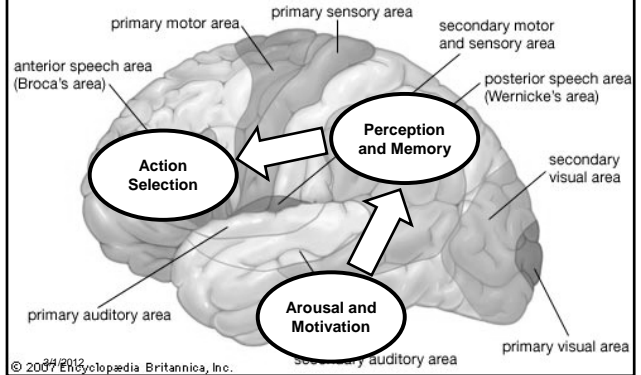 primary sensory area
primary motor area
secondary motor
and sensory area
anterior speech area
(Broca's area)
posterior speech area
(Wernicke's area)
Perception
and Memory
Action
Selection
secondary
visual area
primary auditory area
Arousal and
Motivation
primary visual area
secondary auditory area
3/1/2012
© 2007 Encyclopædia Britannica, Inc.